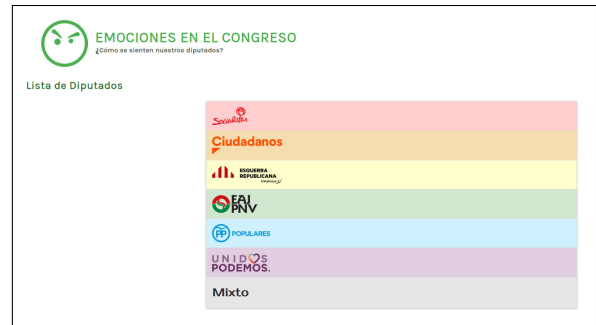 EMOCIONES EN EL CONGRESO
¿Cómo se sienten nuestros diputados?
Lista de Diputados
Socialistas
Ciudadanos
ESQUERRA
REPUBLICANA
EAJ
PNV
PP POPULARES
UNIDOS
PODEMOS.
Mixto